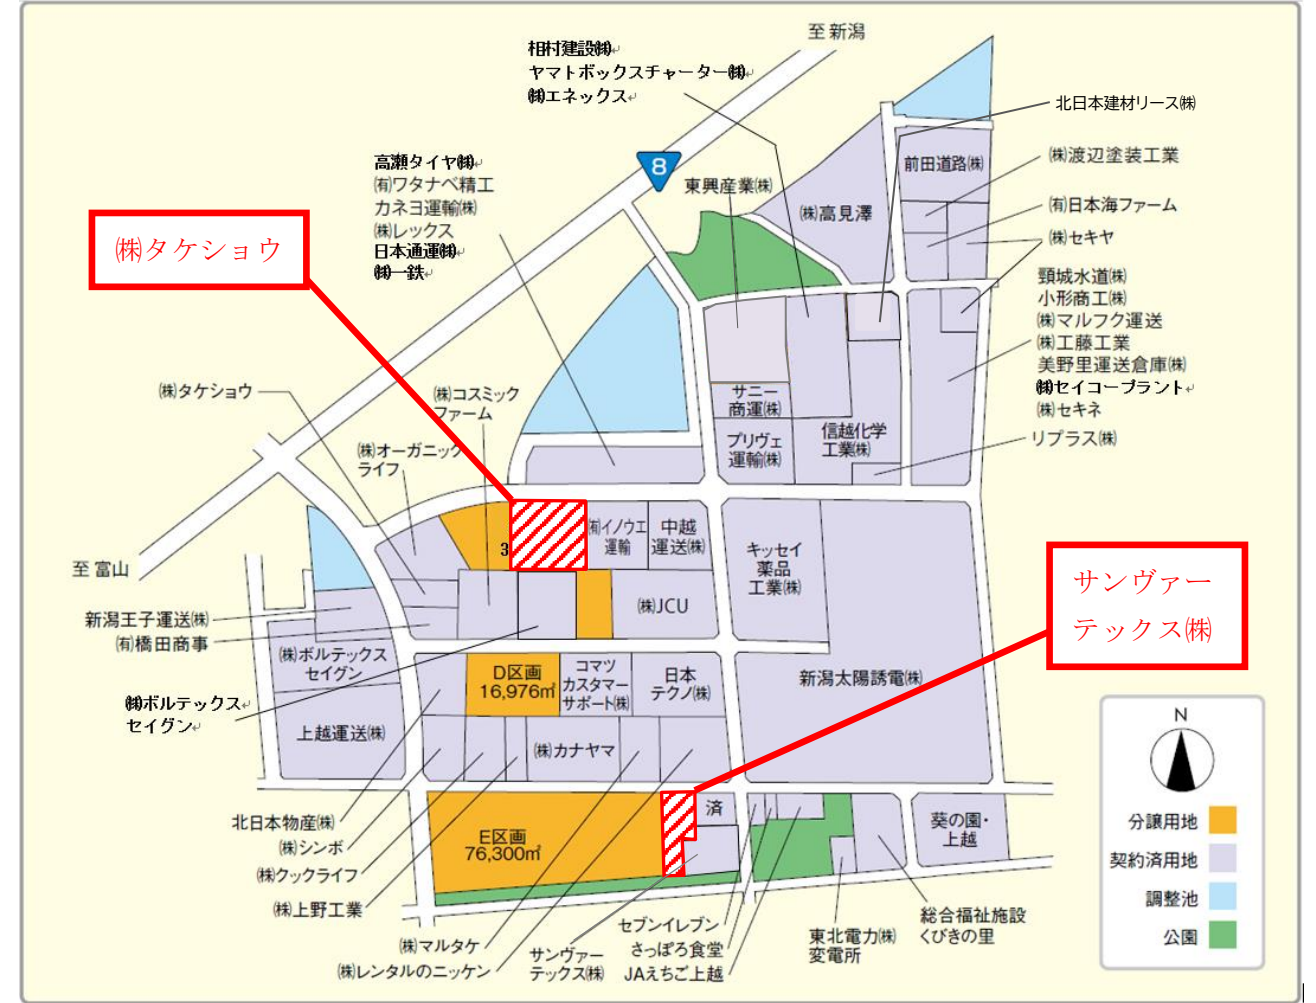 至 新潟
相村建設㈱
ヤマトボックスチャーター㈱
㈱エネックス
北日本建材リース㈱
8
高瀬タイヤ㈱
㈲ワタナベ精工
カネヨ運輸㈱
㈱レックス
日本通運㈱
㈱一鉄
東興産業㈱
㈱高見澤
前田道路㈱
㈱渡辺塗装工業
㈲日本海ファーム
㈱セキヤ
㈱タケショウ
頸城水道㈱
小形商工㈱
㈱マルフク運送
㈱工藤工業
美野里運送倉庫㈱
㈱セイコープラント
㈱セキネ
リプラス㈱
㈱タケショウ
㈱コスミック
ファーム
㈱オーガニック
ライフ
サニー
商運㈱
プリヴェ
運輸㈱
信越化学
工業㈱
3
㈲イノウエ
運輸
中越
運送㈱
キッセイ
薬品
工業㈱
至 富山
サンヴァー
テックス㈱
新潟王子運送㈱
㈲橋田商事
㈱JCU
㈱ボルテックス
セイグン
D区画
16,976㎡
コマツ
カスタマー
サポート㈱
日本
テクノ㈱
新潟太陽誘電㈱
㈱ボルテックス
セイグン
上越運送㈱
㈱カナヤマ
北日本物産㈱
㈱シンボ
㈱クックライフ
㈱上野工業
E区画
76,300㎡
済
葵の園・
上越
㈱マルタケ
㈱レンタルのニッケン
サンヴァー
テックス㈱
セブンイレブン
さっぽろ食堂
JAえちご上越
東北電力㈱
変電所
総合福祉施設
くびきの里
N
分譲用地
契約済用地
調整池
公園